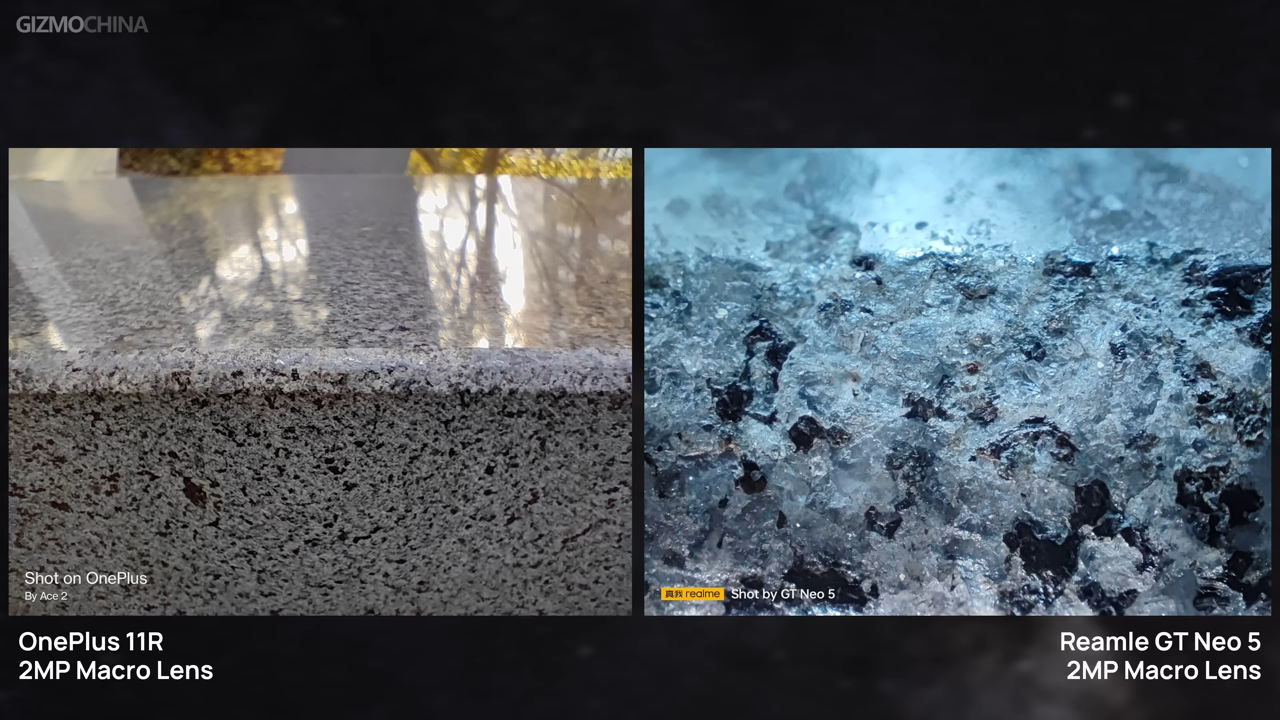 GIZMOCHINA
Shot on OnePlus
By Ace 2
真我 realme Shot by GT Neo 5
OnePlus 11R
2MP Macro Lens
Reamle GT Neo 5
2MP Macro Lens